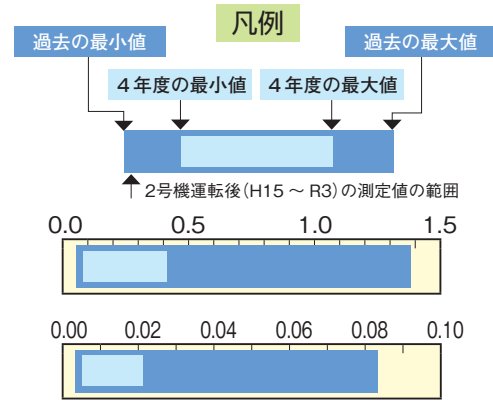 凡例
過去の最小値 過去の最大値
4年度の最小値 4年度の最大値
2号機運転後(H15～R3)の測定値の範囲
0.0 0.5 1.0 1.5
0.00 0.02 0.04 0.06 0.08 0.10